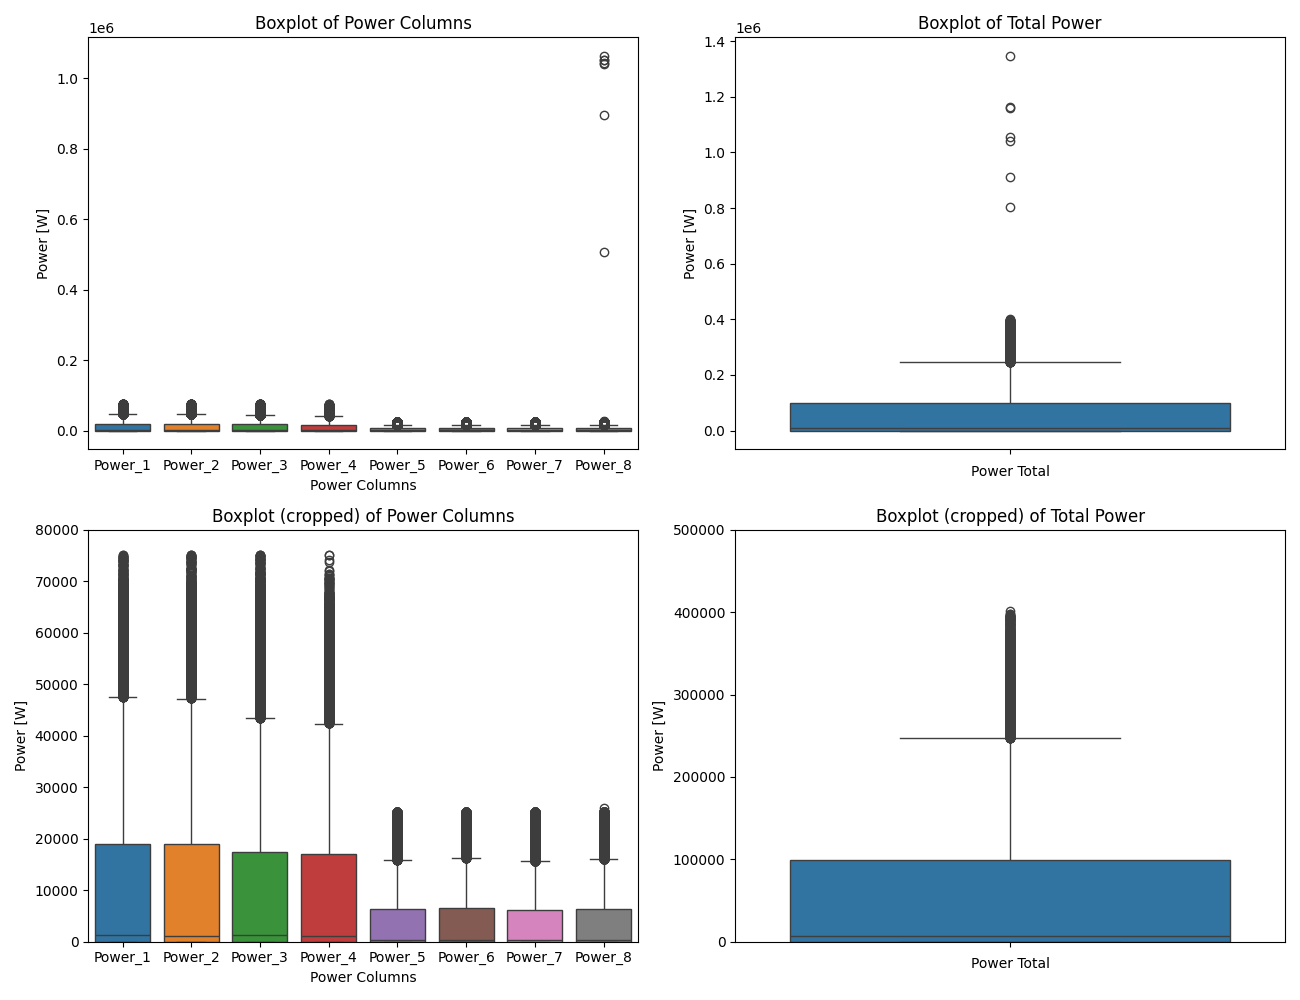 Boxplot of Power Columns
1e6
1.0
0.8
0.6
0.4
0.2
0.0
Power [W]
Power_1 Power_2 Power_3 Power_4 Power_5 Power_6 Power_7 Power_8
Power Columns
Boxplot of Total Power
1e6
1.4
1.2
1.0
0.8
0.6
0.4
0.2
0.0
Power [W]
Power Total
Boxplot (cropped) of Power Columns
80000
70000
60000
50000
40000
30000
20000
10000
0
Power [W]
Power_1 Power_2 Power_3 Power_4 Power_5 Power_6 Power_7 Power_8
Power Columns
Boxplot (cropped) of Total Power
500000
400000
300000
200000
100000
0
Power [W]
Power Total